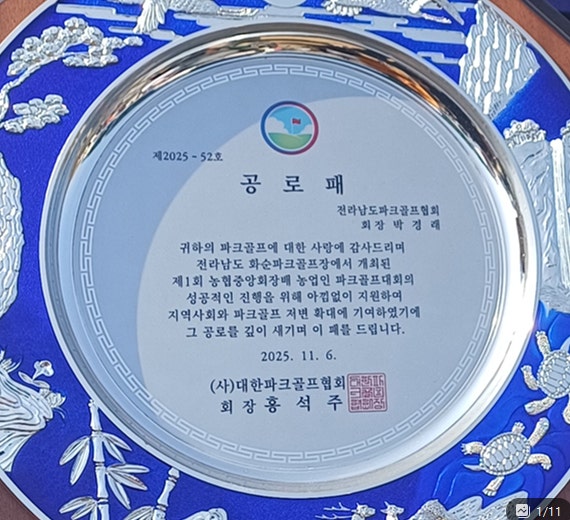 제2025 - 52호
공 로 패
전라남도파크골프협회
회장 박 경 래
귀하의 파크골프에 대한 사랑에 감사드리며
전라남도 화순파크골프장에서 개최된
제1회 농협중앙회장배 농업인 파크골프대회의
성공적인 진행을 위해 아낌없이 지원하여
지역사회와 파크골프 저변 확대에 기여하였기에
그 공로를 깊이 새기며 이 패를 드립니다.
2025. 11. 6.
(사)대한파크골프협회
회 장 홍 석 주
1/11